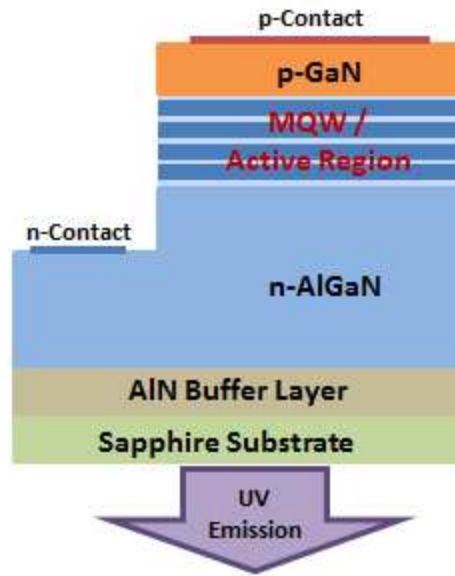 p-Contact
p-GaN
MQW /
Active Region
n-Contact
n-AlGaN
AlN Buffer Layer
Sapphire Substrate
UV
Emission